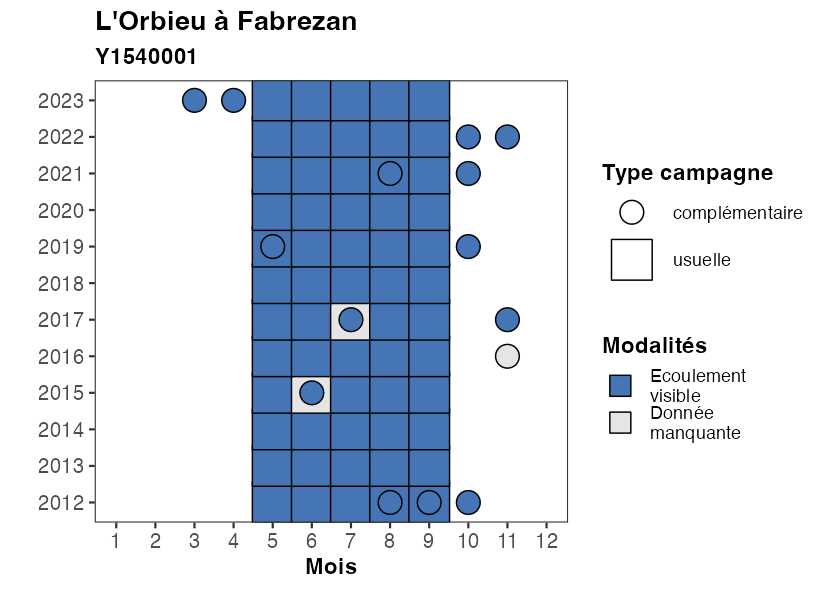 L'Orbieu à Fabrezan
Y1540001
2023
2022
2021
2020
2019
2018
2017
2016
2015
2014
2013
2012
1 2 3 4 5 6 7 8 9 10 11 12
Mois
Type campagne
complémentaire
usuelle
Modalités
Ecoulement
visible
Donnée
manquante